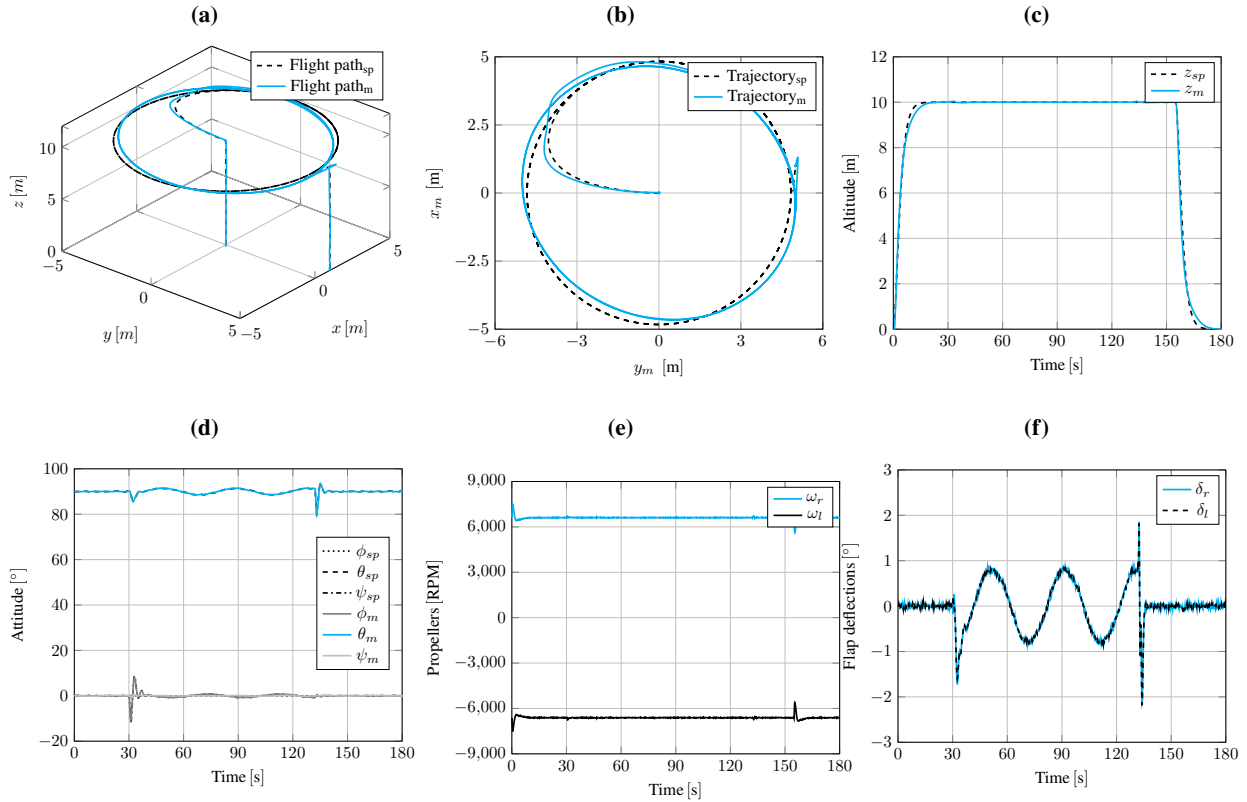 (a)
Flight path_sp
Flight path_m
10
5
0
z [m]
−5
0
5
y [m]
−5
0
5
x [m]
(b)
Trajectory_sp
Trajectory_m
5
2.5
0
−2.5
−5
x_m [m]
−6
−3
0
3
6
y_m [m]
(c)
z_sp
z_m
12
10
8
6
4
2
0
Altitude [m]
0
30
60
90
120
150
180
Time [s]
(d)
100
80
60
40
20
0
−20
Attitude [°]
ϕ_sp
θ_sp
ψ_sp
ϕ_m
θ_m
ψ_m
0
30
60
90
120
150
180
Time [s]
(e)
9,000
6,000
3,000
0
−3,000
−6,000
−9,000
Propellers [RPM]
ω_r
ω_l
0
30
60
90
120
150
180
Time [s]
(f)
3
2
1
0
−1
−2
−3
Flap deflections [°]
δ_r
δ_l
0
30
60
90
120
150
180
Time [s]